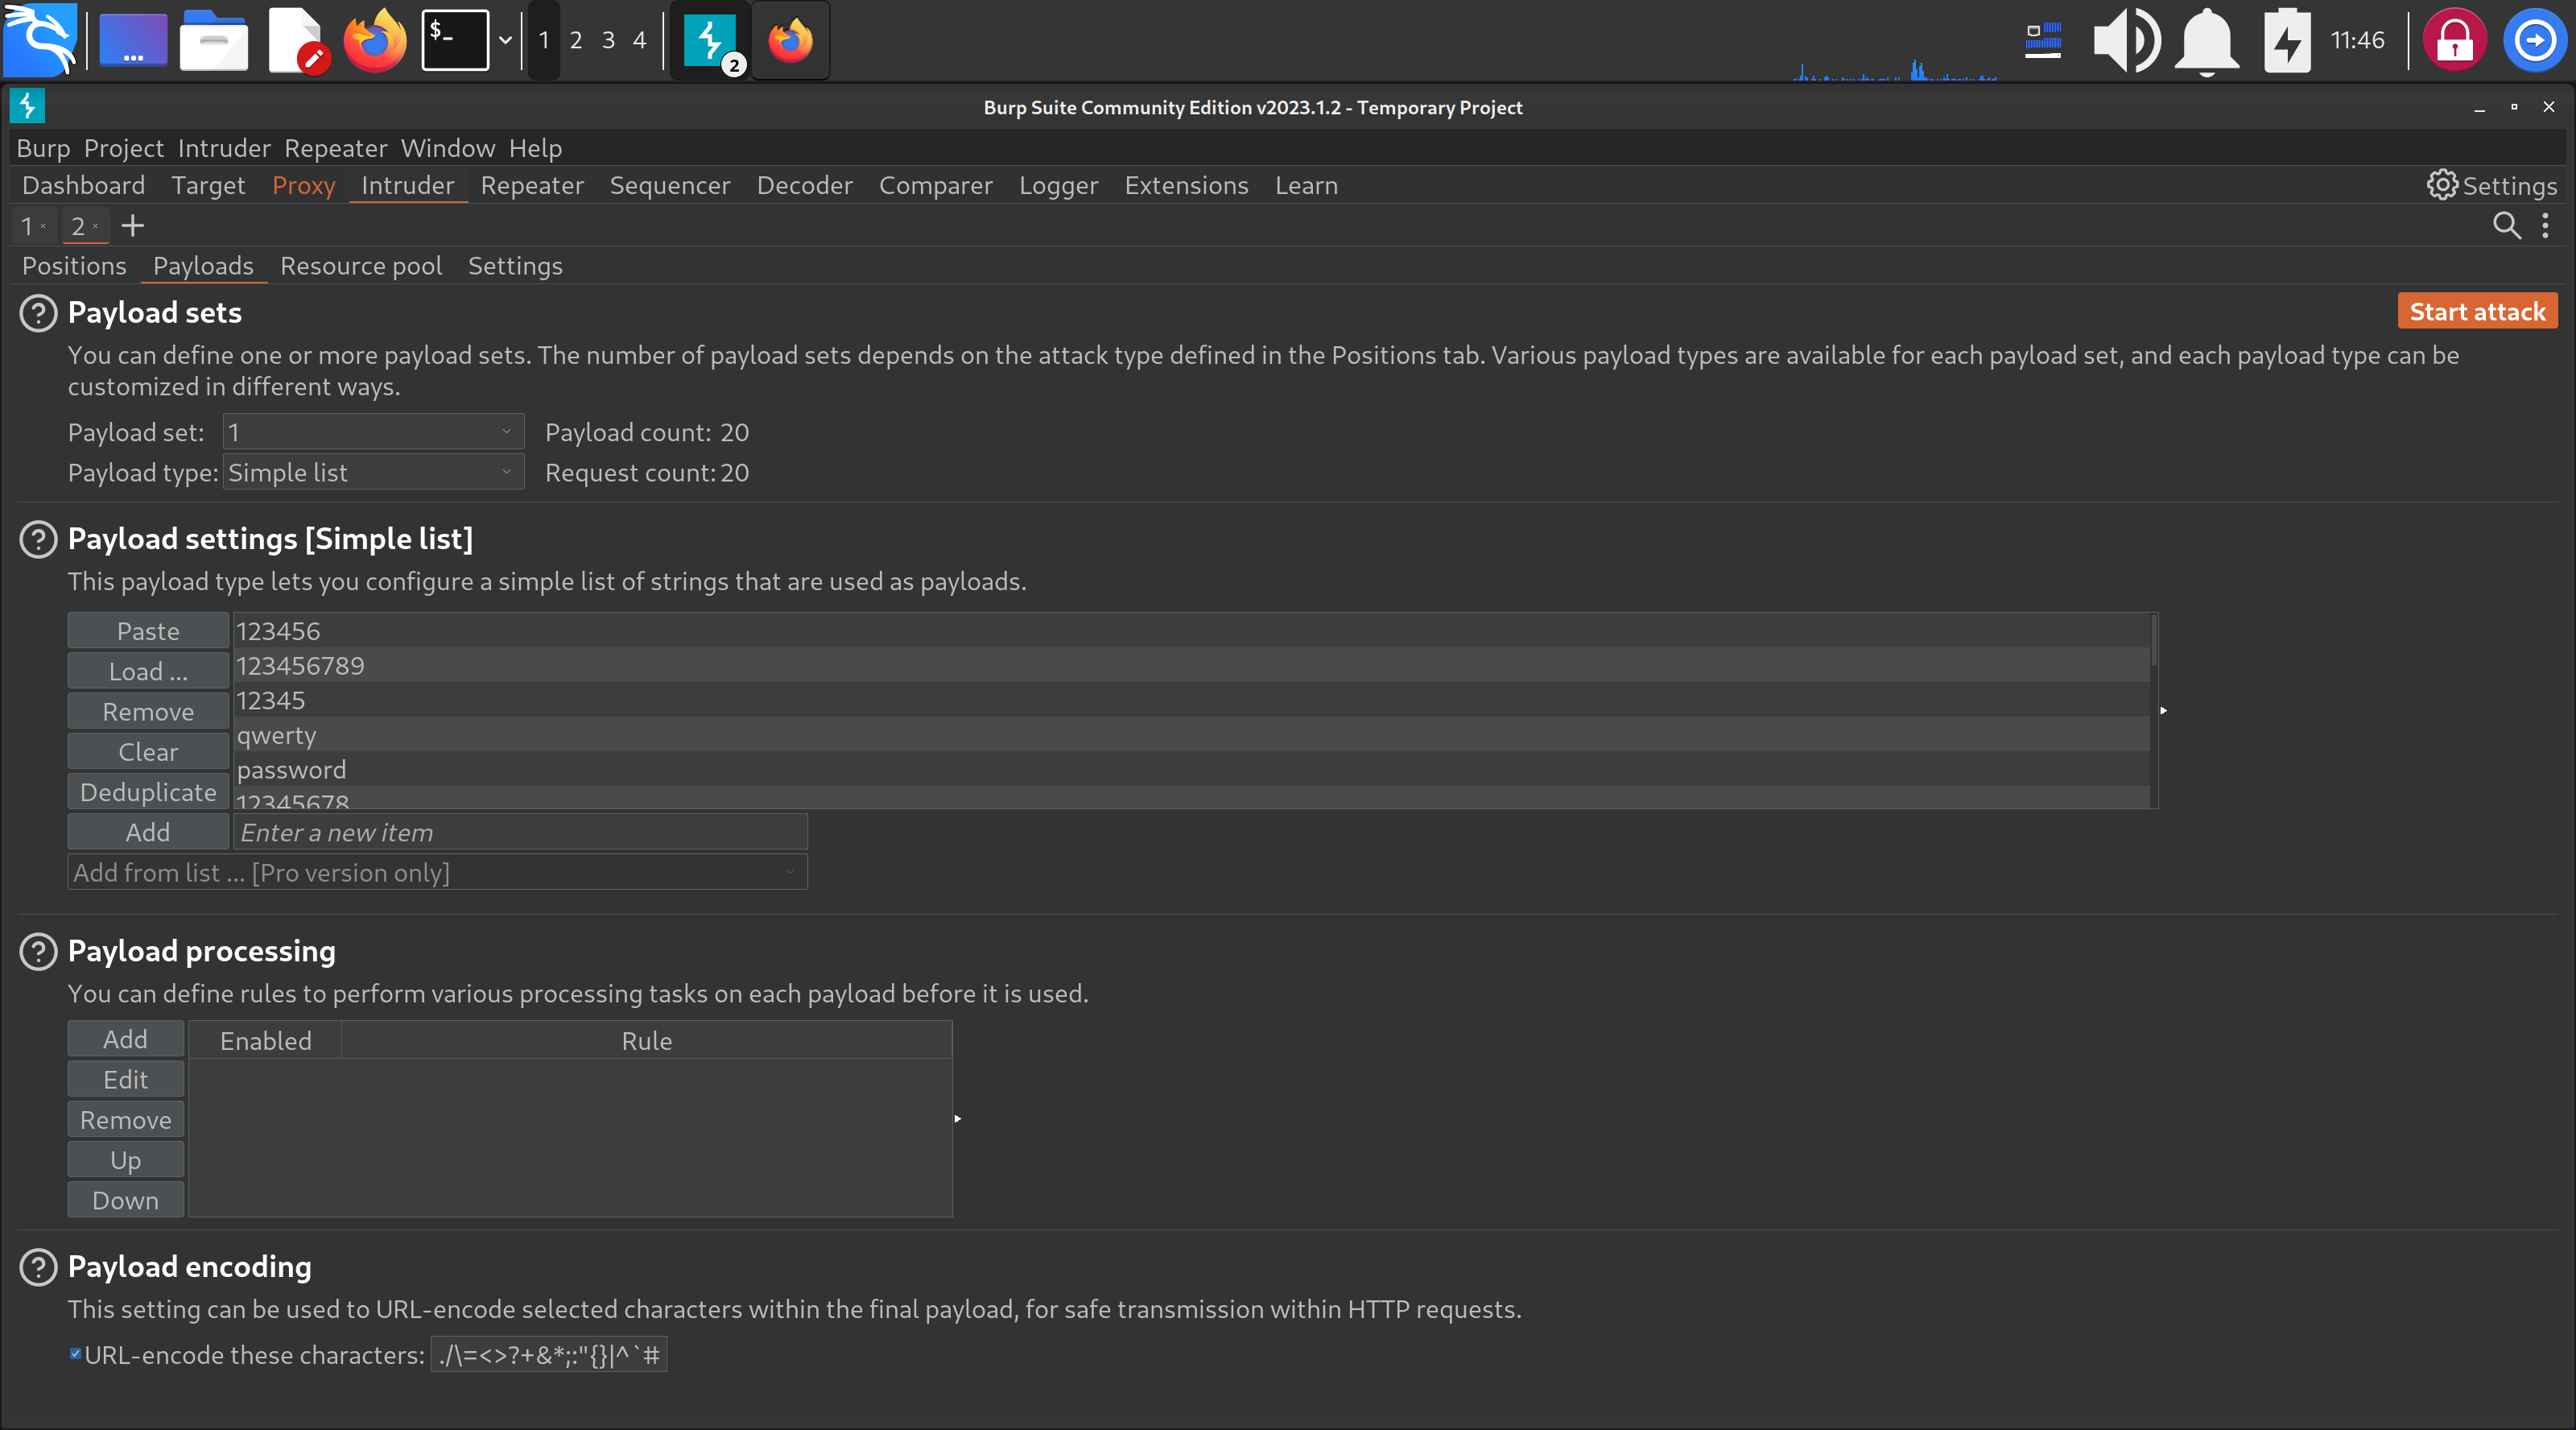 $_
1 2 3 4
2
11:46
Burp Suite Community Edition v2023.1.2 - Temporary Project
Burp Project Intruder Repeater Window Help
Dashboard Target Proxy Intruder Repeater Sequencer Decoder Comparer Logger Extensions Learn Settings
1 × 2 × +
Positions Payloads Resource pool Settings
Payload sets
Start attack
You can define one or more payload sets. The number of payload sets depends on the attack type defined in the Positions tab. Various payload types are available for each payload set, and each payload type can be
customized in different ways.
Payload set: 1 Payload count: 20
Payload type: Simple list Request count: 20
Payload settings [Simple list]
This payload type lets you configure a simple list of strings that are used as payloads.
Paste 123456
Load ... 123456789
Remove 12345
Clear qwerty
password
Deduplicate 12345678
Add Enter a new item
Add from list ... [Pro version only]
Payload processing
You can define rules to perform various processing tasks on each payload before it is used.
Add Enabled Rule
Edit
Remove
Up
Down
Payload encoding
This setting can be used to URL-encode selected characters within the final payload, for safe transmission within HTTP requests.
URL-encode these characters: ./\=<>?+&*;:"{}|^`#